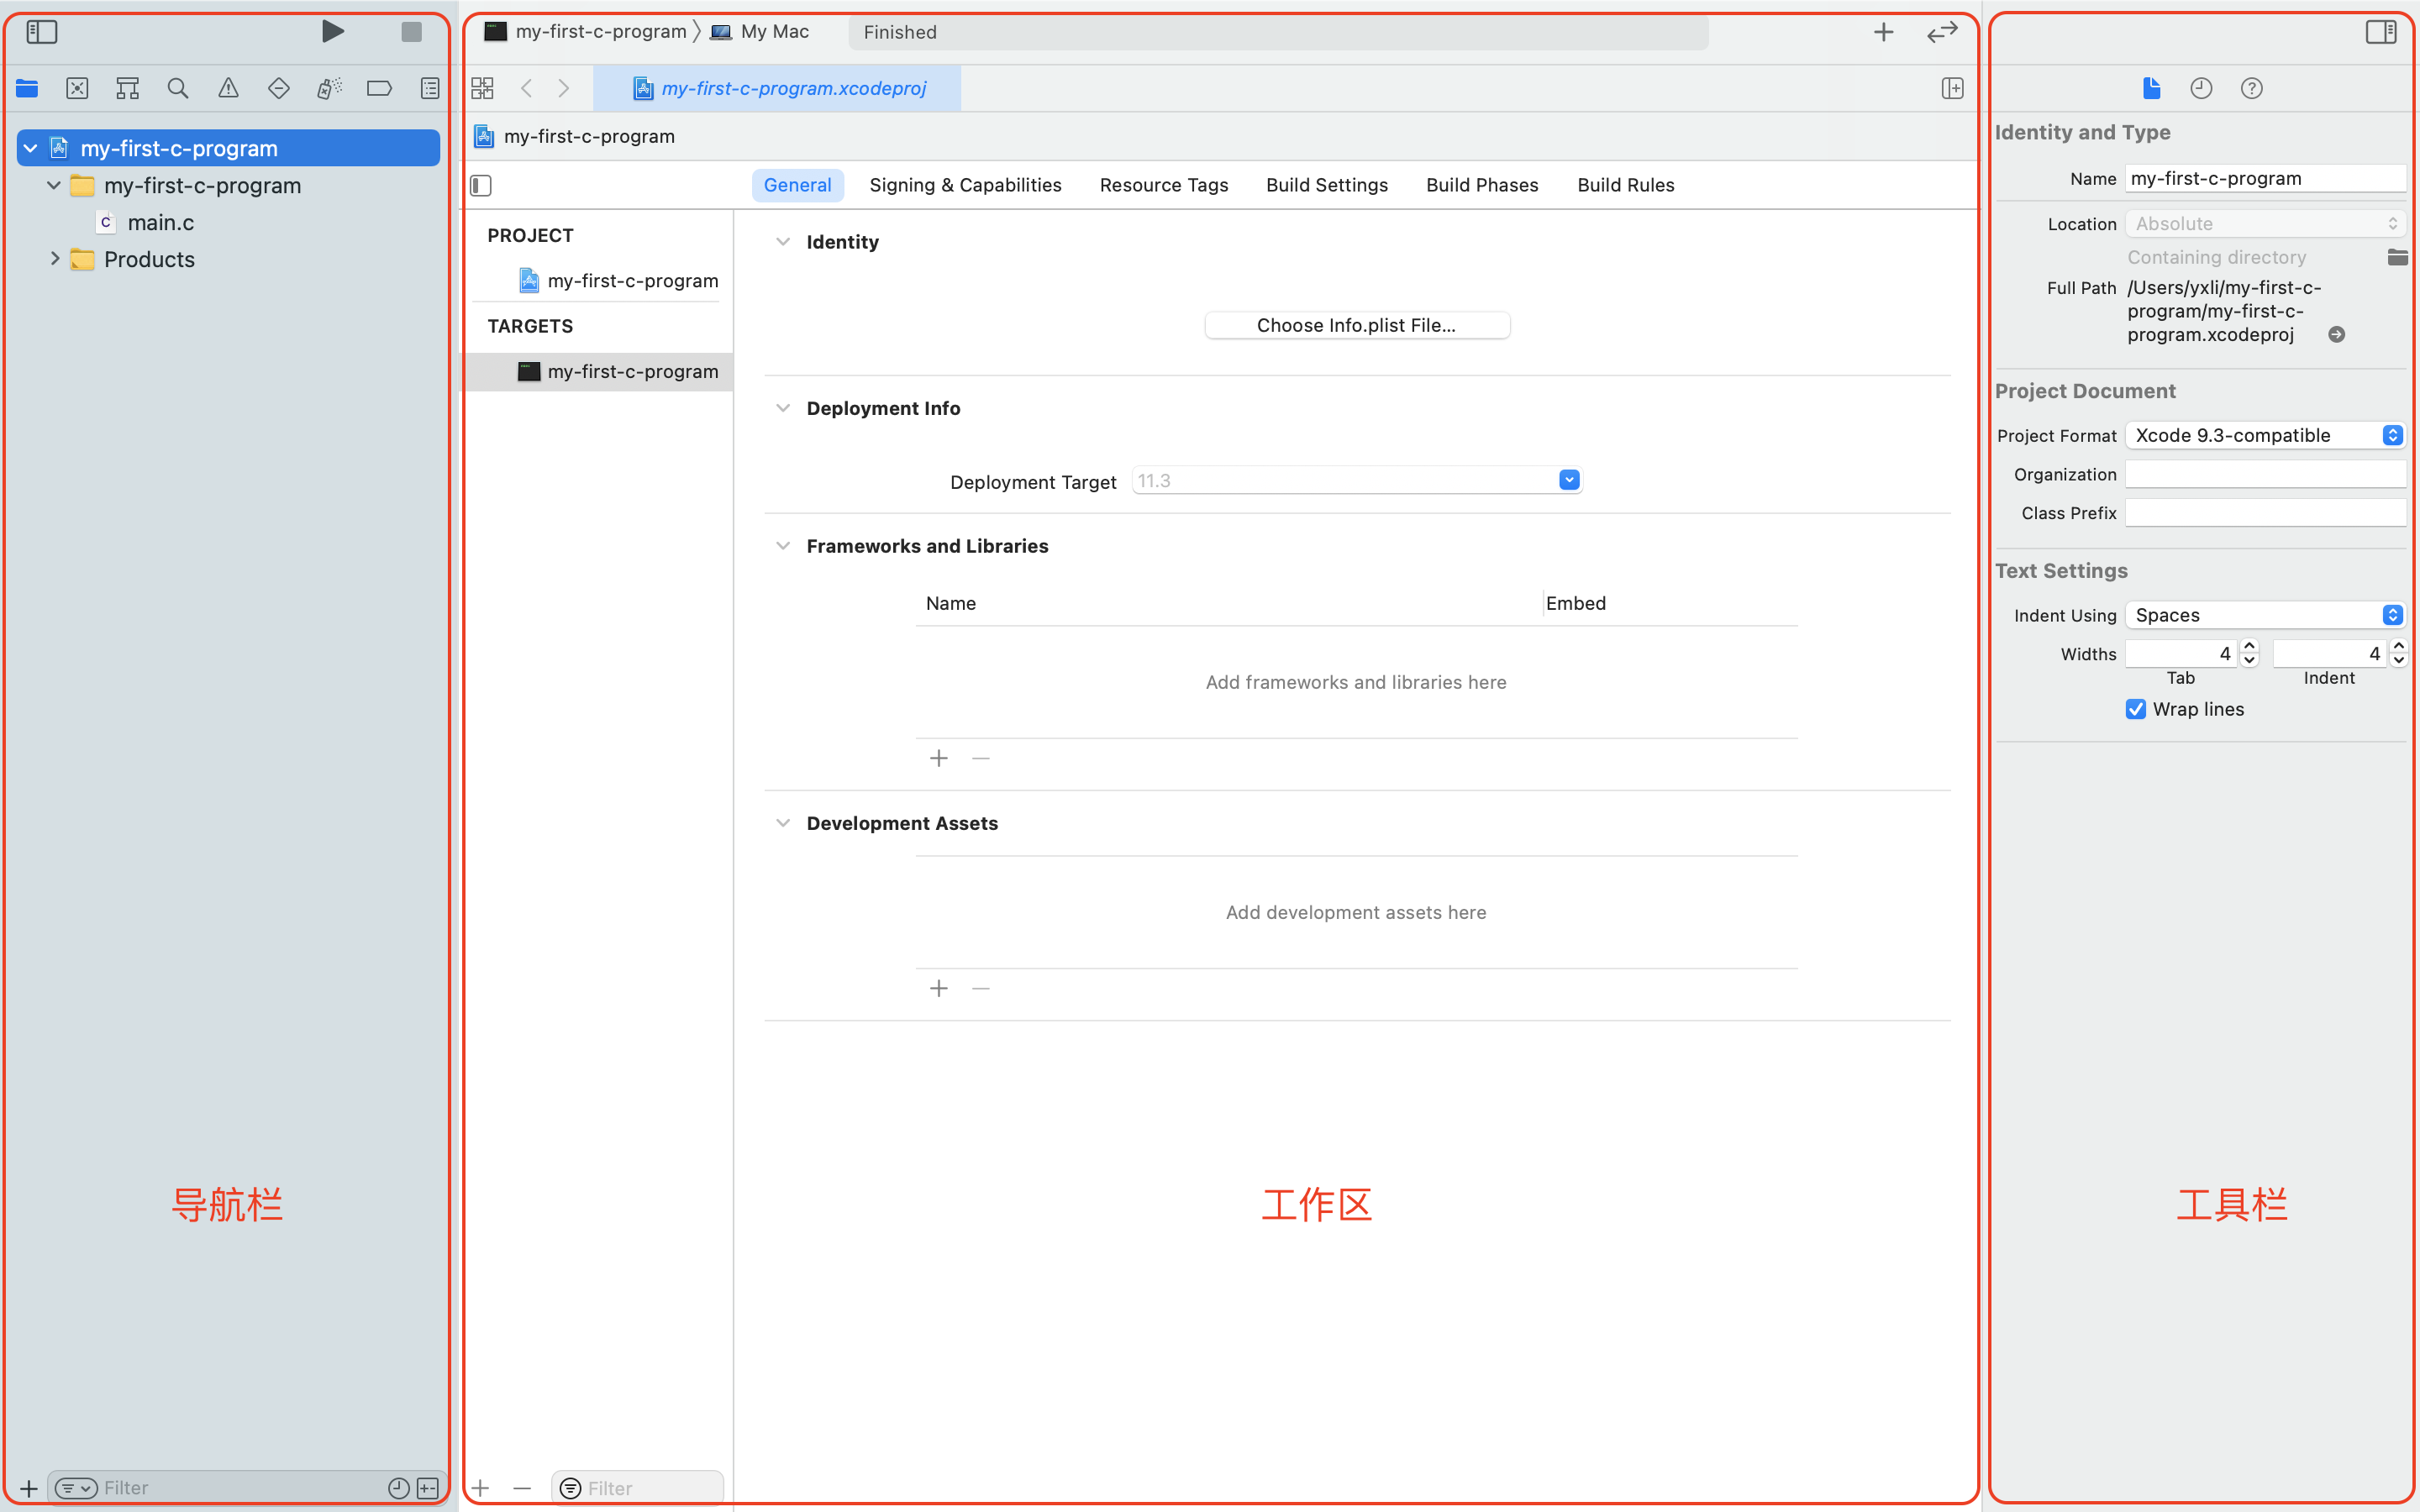 my-first-c-program
my-first-c-program
main.c
Products
导航栏
Filter
my-first-c-program
My Mac
Finished
my-first-c-program.xcodeproj
my-first-c-program
General
Signing & Capabilities
Resource Tags
Build Settings
Build Phases
Build Rules
PROJECT
my-first-c-program
TARGETS
my-first-c-program
Filter
Identity
Choose Info.plist File...
Deployment Info
Deployment Target
11.3
Frameworks and Libraries
Name
Embed
Add frameworks and libraries here
Development Assets
Add development assets here
工作区
Identity and Type
Name
my-first-c-program
Location
Absolute
Containing directory
Full Path
/Users/yxli/my-first-c-
program/my-first-c-
program.xcodeproj
Project Document
Project Format
Xcode 9.3-compatible
Organization
Class Prefix
Text Settings
Indent Using
Spaces
Widths
4
4
Tab
Indent
Wrap lines
工具栏